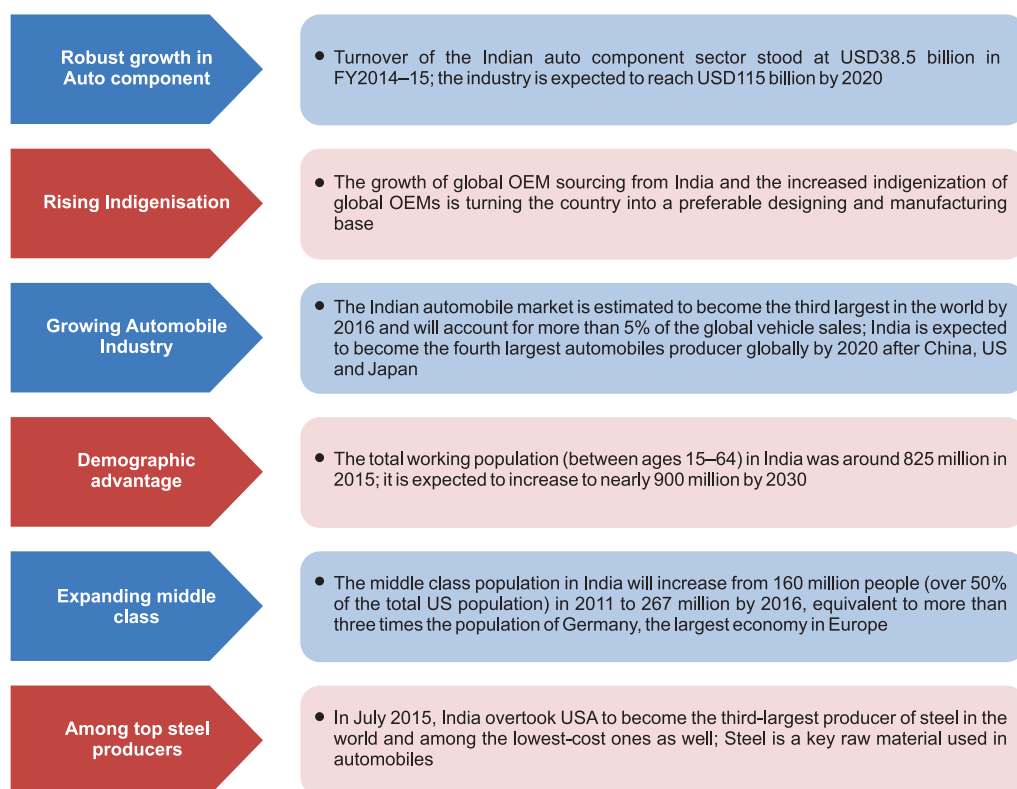 Robust growth in
Auto component
• Turnover of the Indian auto component sector stood at USD38.5 billion in
FY2014–15; the industry is expected to reach USD115 billion by 2020
Rising Indigenisation
• The growth of global OEM sourcing from India and the increased indigenization of
global OEMs is turning the country into a preferable designing and manufacturing
base
Growing Automobile
Industry
• The Indian automobile market is estimated to become the third largest in the world by
2016 and will account for more than 5% of the global vehicle sales; India is expected
to become the fourth largest automobiles producer globally by 2020 after China, US
and Japan
Demographic
advantage
• The total working population (between ages 15–64) in India was around 825 million in
2015; it is expected to increase to nearly 900 million by 2030
Expanding middle
class
• The middle class population in India will increase from 160 million people (over 50%
of the total US population) in 2011 to 267 million by 2016, equivalent to more than
three times the population of Germany, the largest economy in Europe
Among top steel
producers
• In July 2015, India overtook USA to become the third-largest producer of steel in the
world and among the lowest-cost ones as well; Steel is a key raw material used in
automobiles